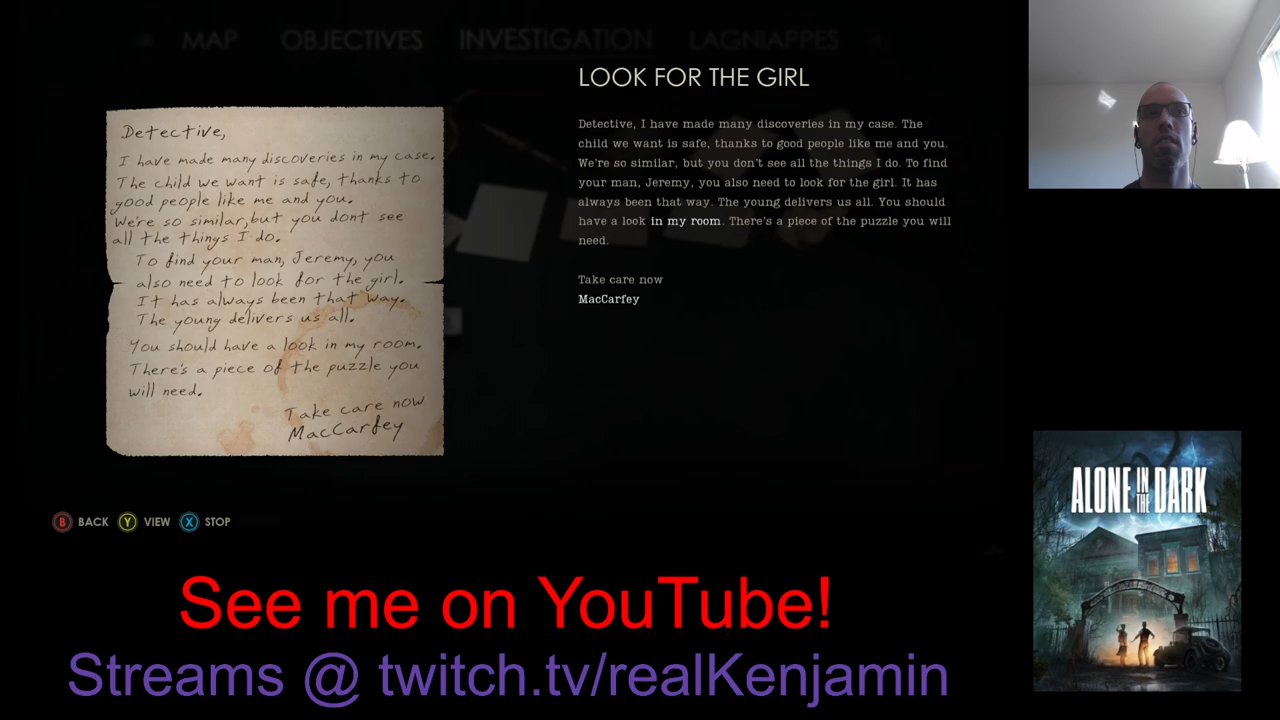 MAP OBJECTIVES INVESTIGATION LAGNIAPPES
Detective,
I have made many discoveries in my case.
The child we want is safe, thanks to
good people like me and you.
We're so similar, but you dont see
all the things I do.
To find your man, Jeremy, you
also need to look for the girl.
It has always been that way.
The young delivers us all.
You should have a look in my room.
There's a piece of the puzzle you
will need.
Take care now
MacCarfey
LOOK FOR THE GIRL
Detective, I have made many discoveries in my case. The
child we want is safe, thanks to good people like me and you.
We're so similar, but you don't see all the things I do. To find
your man, Jeremy, you also need to look for the girl. It has
always been that way. The young delivers us all. You should
have a look in my room. There's a piece of the puzzle you will
need.
Take care now
MacCarfey
B BACK Y VIEW X STOP
ALONE IN THE DARK
See me on YouTube!
Streams @ twitch.tv/realKenjamin